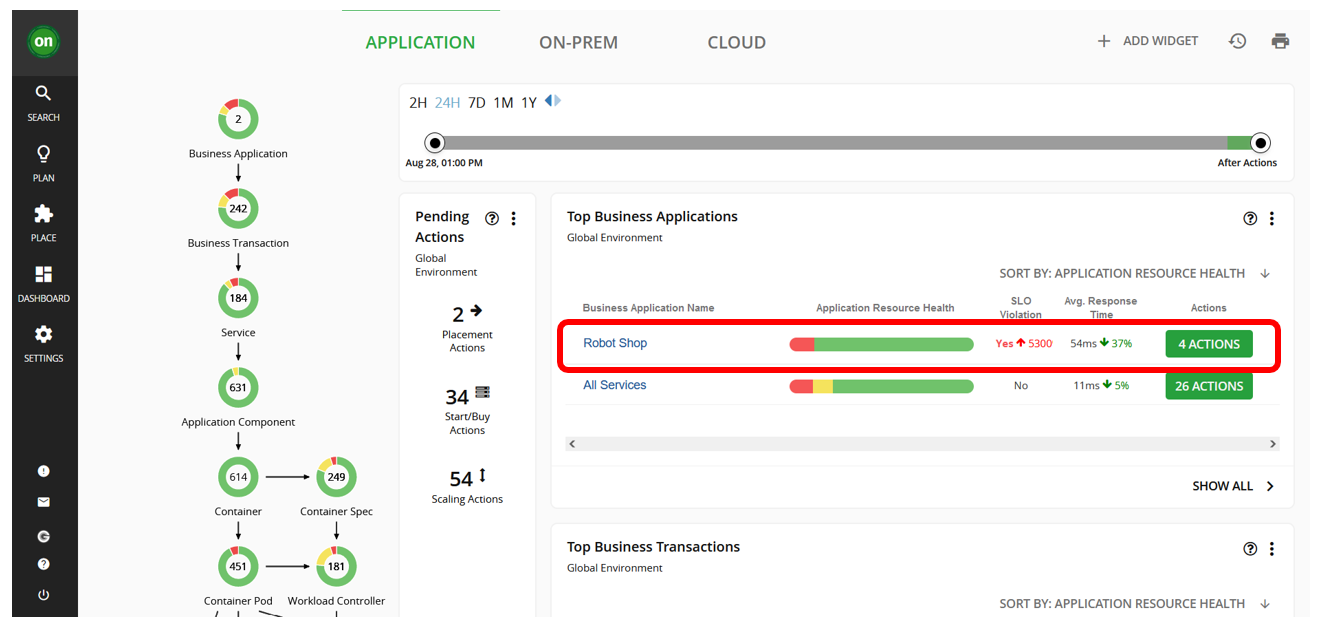 on
APPLICATION
ON-PREM
CLOUD
ADD WIDGET
SEARCH
PLAN
PLACE
DASHBOARD
SETTINGS
2
Business Application
242
Business Transaction
184
Service
631
Application Component
614
249
Container
Container Spec
451
181
Container Pod
Workload Controller
2H 24H 7D 1M 1Y
Aug 28, 01:00 PM
After Actions
Pending
Actions
Global
Environment
2
Placement
Actions
34
Start/Buy
Actions
54
Scaling Actions
Top Business Applications
Global Environment
SORT BY: APPLICATION RESOURCE HEALTH
Business Application Name
Application Resource Health
SLO
Violation
Avg. Response
Time
Actions
Robot Shop
Yes 5300
54ms 37%
4 ACTIONS
All Services
No
11ms 5%
26 ACTIONS
SHOW ALL
Top Business Transactions
Global Environment
SORT BY: APPLICATION RESOURCE HEALTH